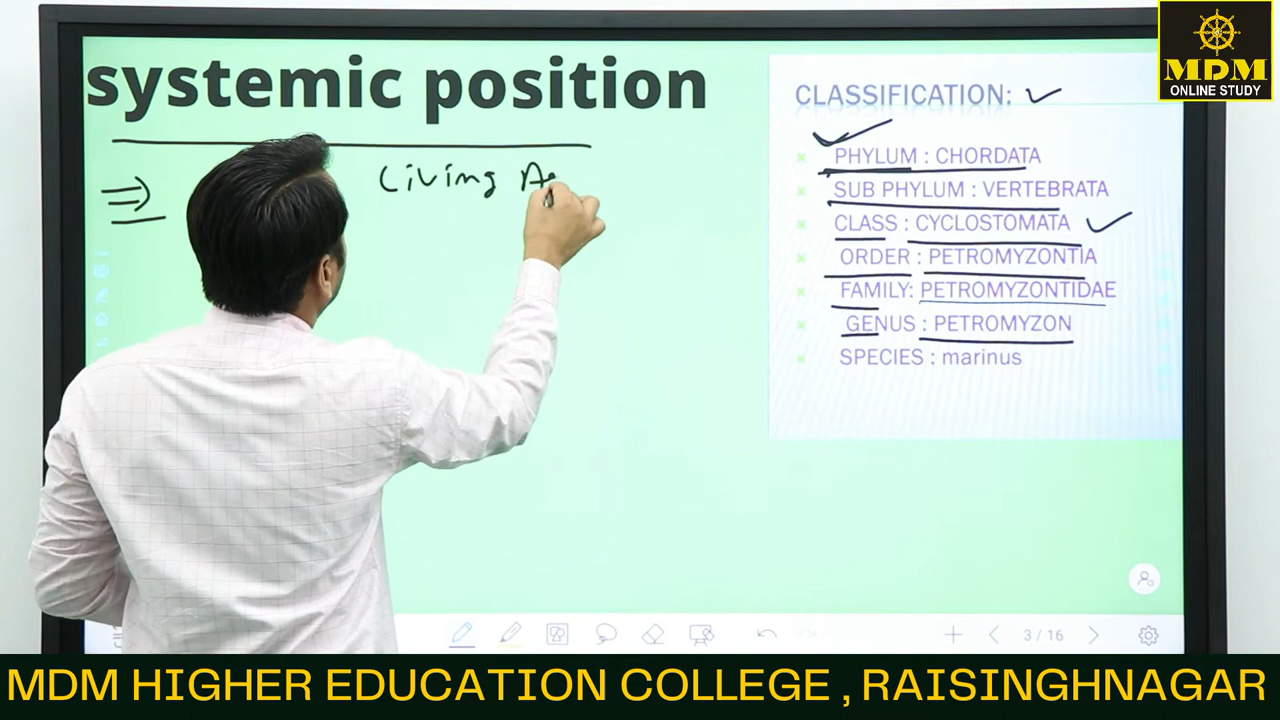 systemic position
Living
CLASSIFICATION:
PHYLUM : CHORDATA
SUB PHYLUM : VERTEBRATA
CLASS : CYCLOSTOMATA
ORDER : PETROMYZONTIA
FAMILY: PETROMYZONTIDAE
GENUS : PETROMYZON
SPECIES : marinus
3 / 16
MDM
ONLINE STUDY
MDM HIGHER EDUCATION COLLEGE , RAISINGHNAGAR